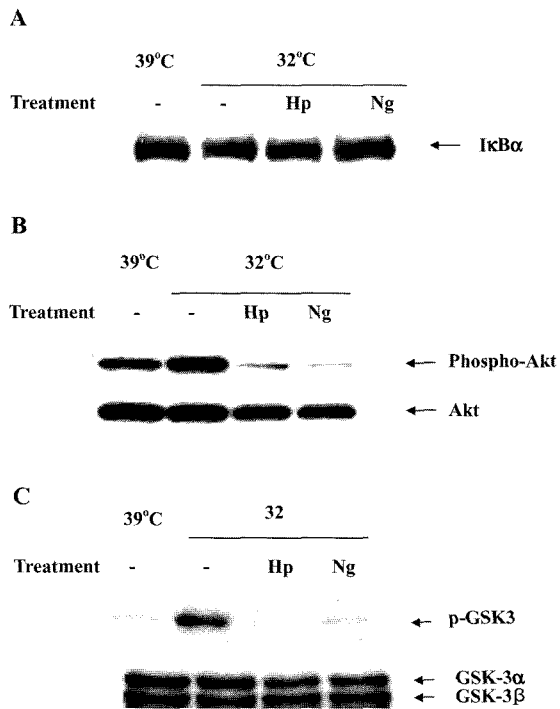 A
39°C 32°C
Treatment - - Hp Ng
← IκBα
B
39°C 32°C
Treatment - - Hp Ng
← Phospho-Akt
← Akt
C
39°C 32
Treatment - - Hp Ng
← p-GSK3
← GSK-3α
← GSK-3β